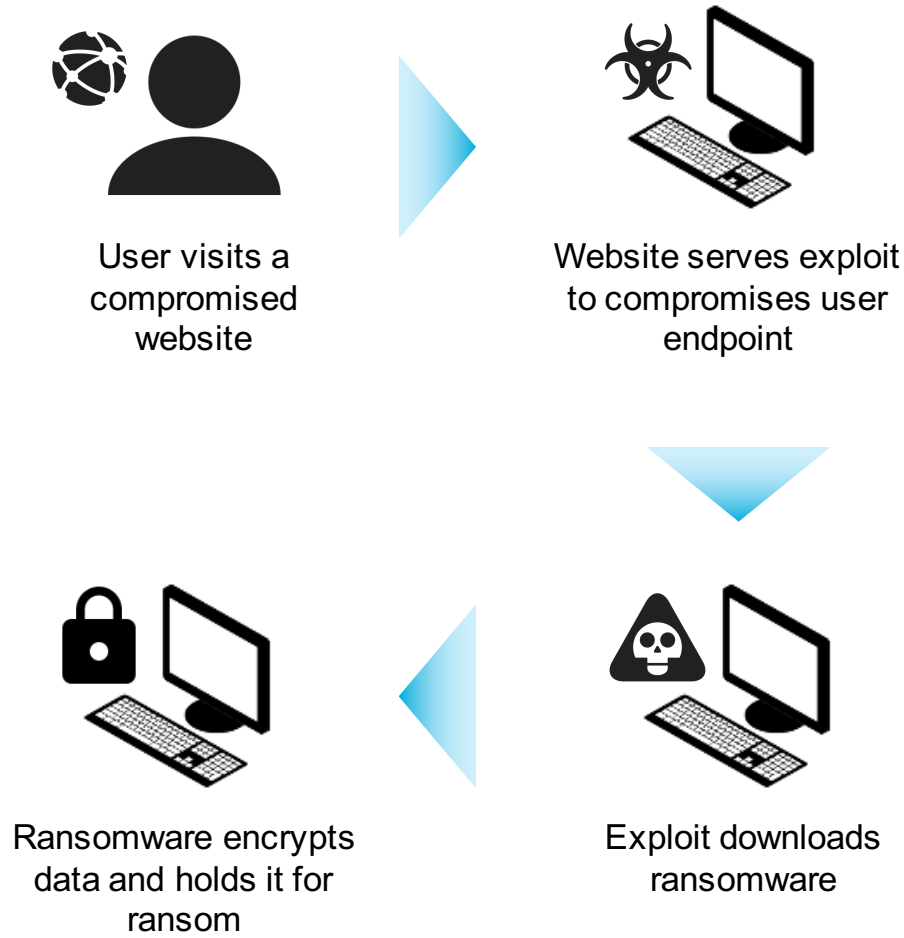 User visits a
compromised
website
Website serves exploit
to compromises user
endpoint
Exploit downloads
ransomware
Ransomware encrypts
data and holds it for
ransom